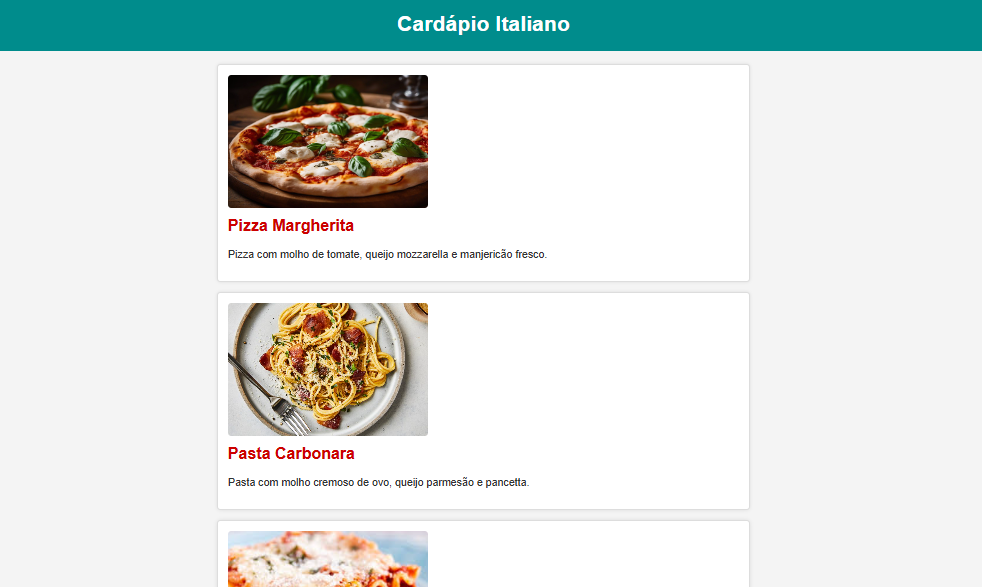 Cardápio Italiano
Pizza Margherita
Pizza com molho de tomate, queijo mozzarella e manjericão fresco.
Pasta Carbonara
Pasta com molho cremoso de ovo, queijo parmesão e pancetta.